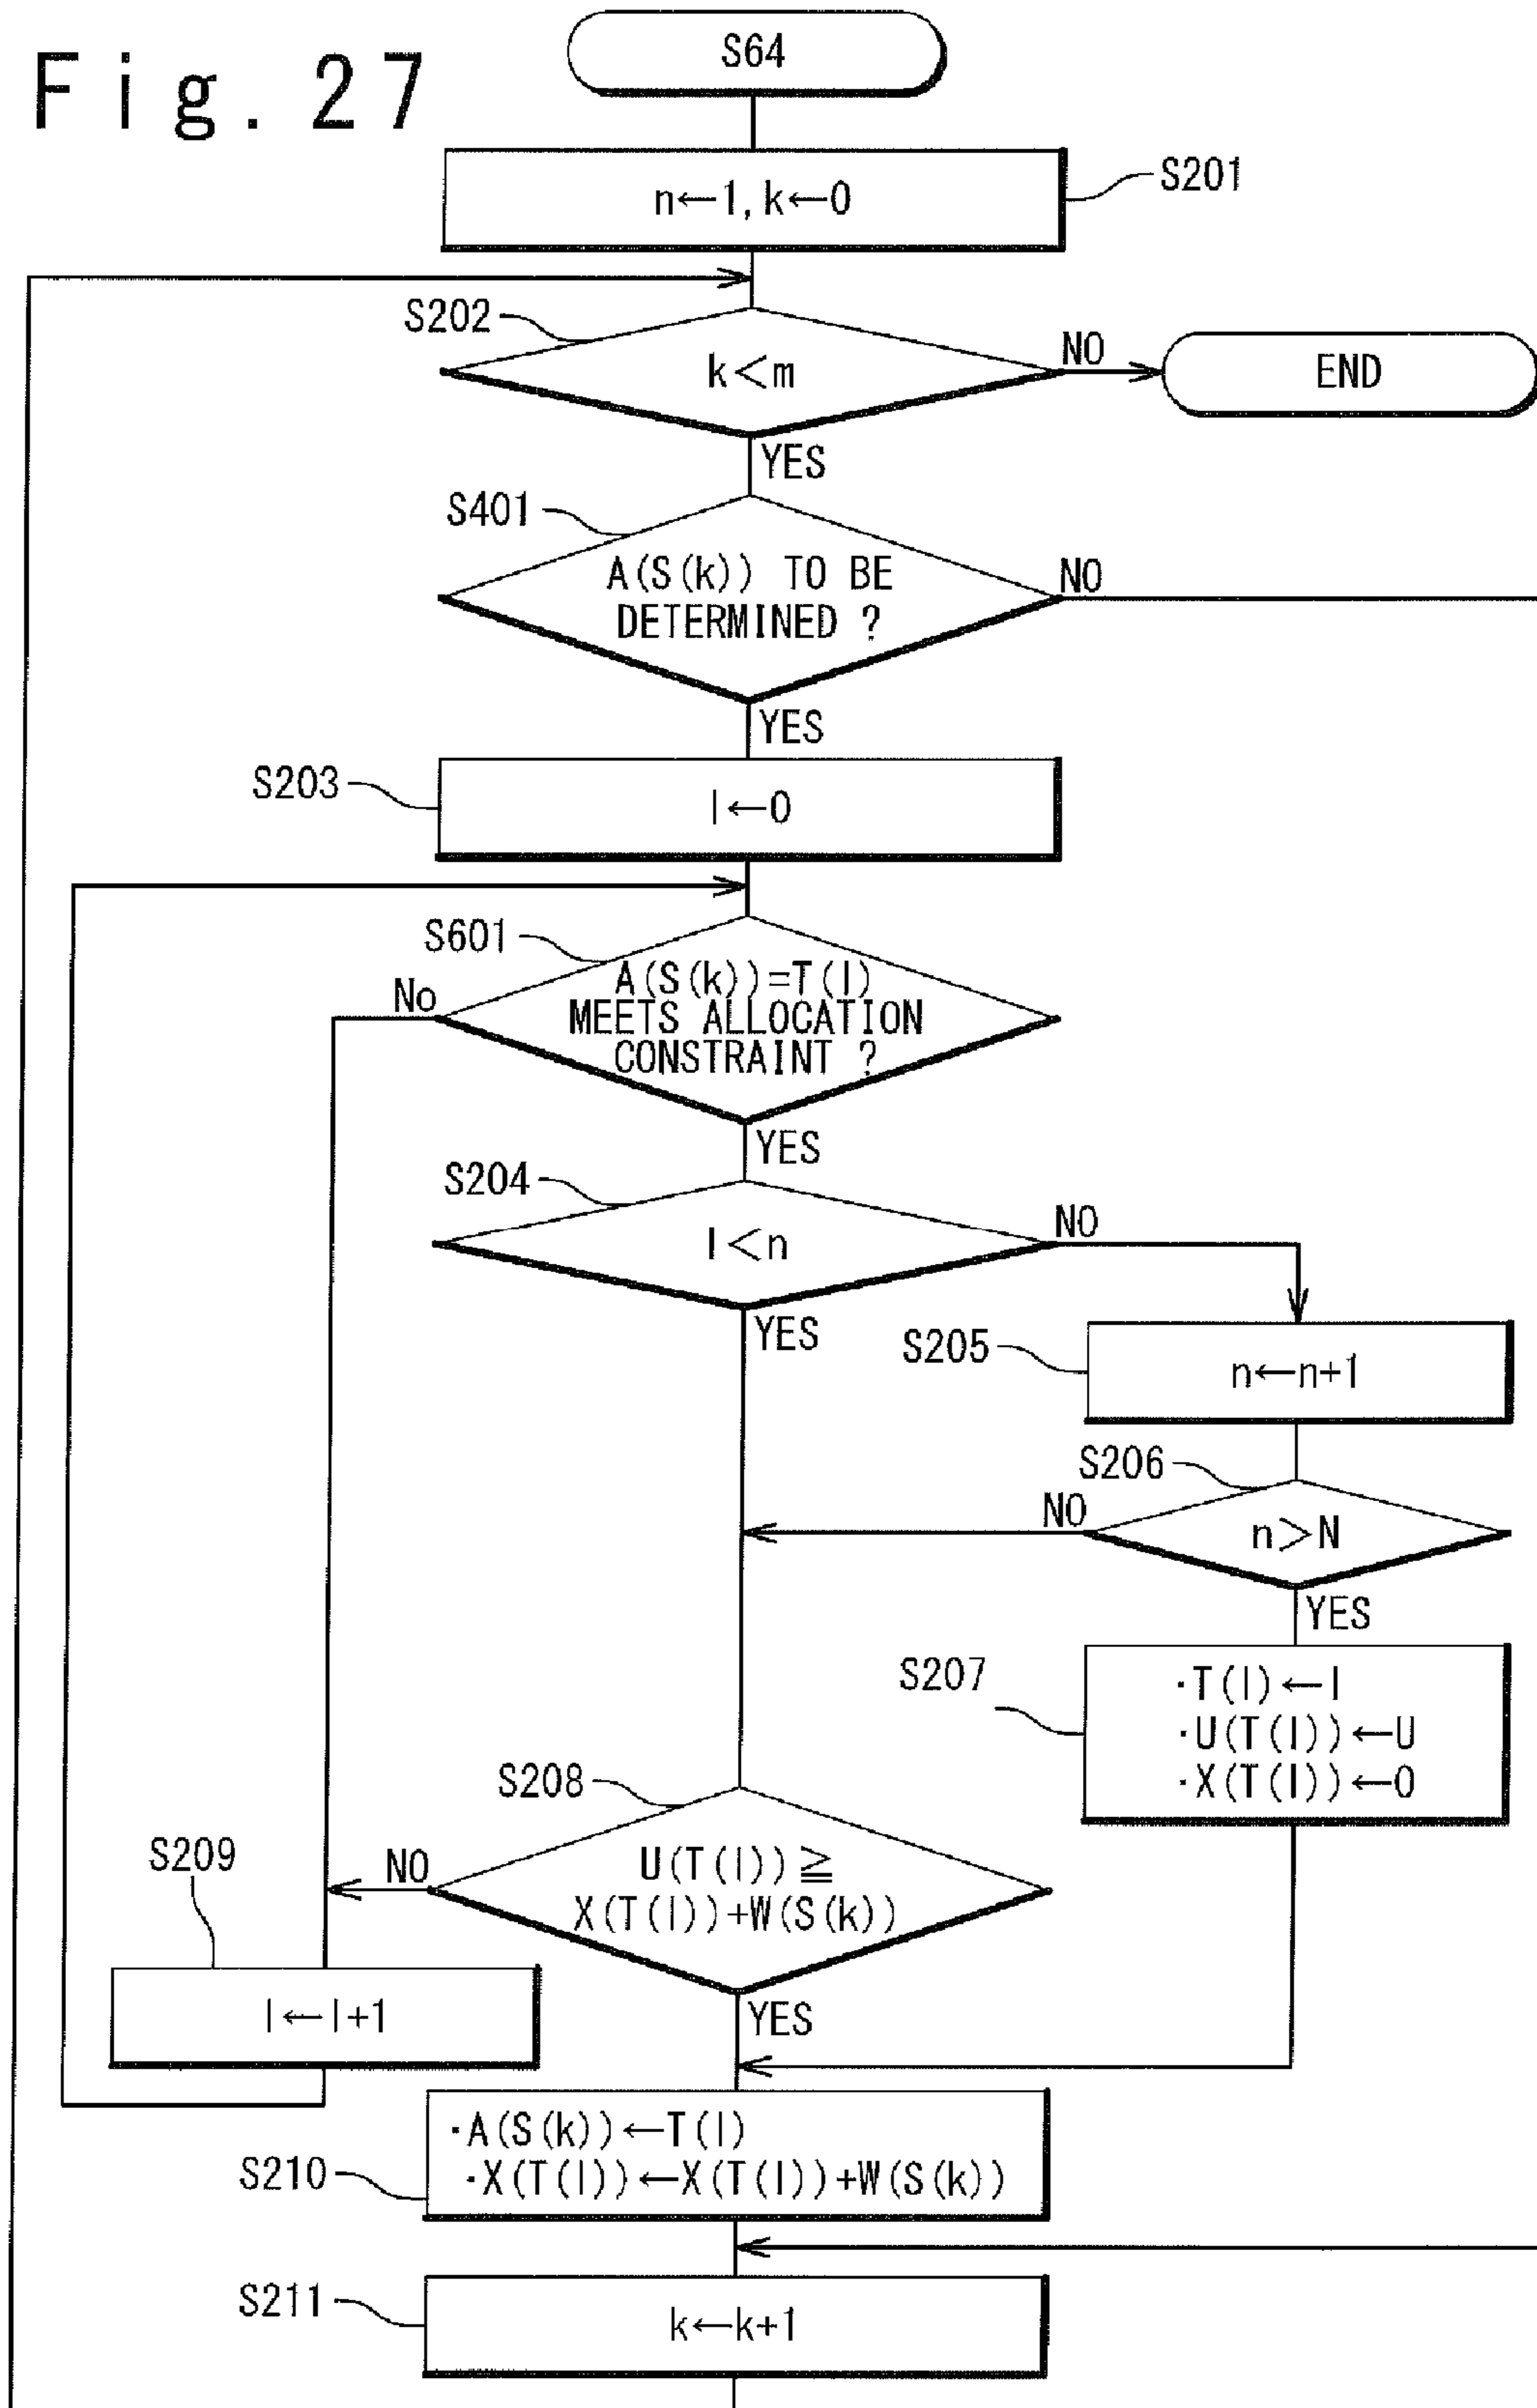 Fig. 27
S64
n←1, k←0
S201
S202
k<m
NO
END
YES
S401
A(S(k)) TO BE
DETERMINED ?
NO
YES
S203
l←0
S601
A(S(k))=T(l)
MEETS ALLOCATION
CONSTRAINT ?
No
YES
S204
l<n
NO
YES
S205
n←n+1
S206
n>N
NO
YES
S207
·T(l)←l
·U(T(l))←U
·X(T(l))←0
S208
U(T(l))≧
X(T(l))+W(S(k))
NO
YES
S209
l←l+1
S210
·A(S(k))←T(l)
·X(T(l))←X(T(l))+W(S(k))
S211
k←k+1